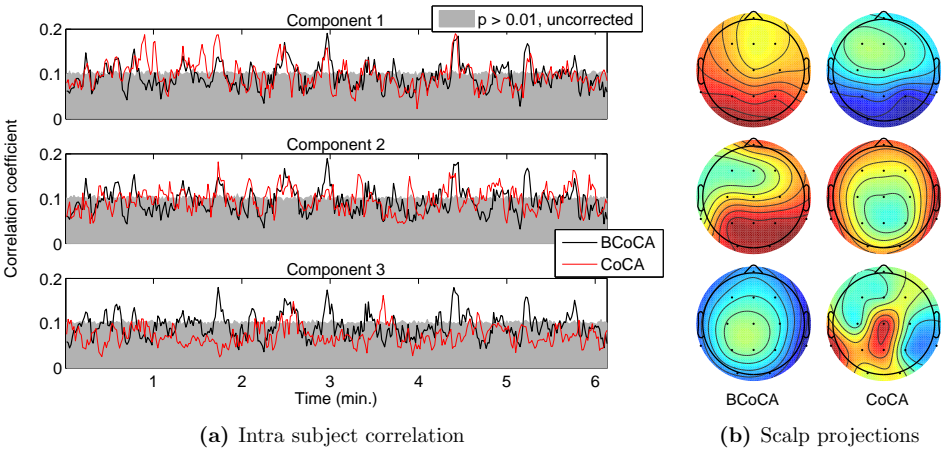 Component 1
p > 0.01, uncorrected
0.2
0.1
0
Component 2
0.2
0.1
0
Correlation coefficient
BCoCA
CoCA
Component 3
0.2
0.1
0
1 2 3 4 5 6
Time (min.)
BCoCA CoCA
(a) Intra subject correlation
(b) Scalp projections